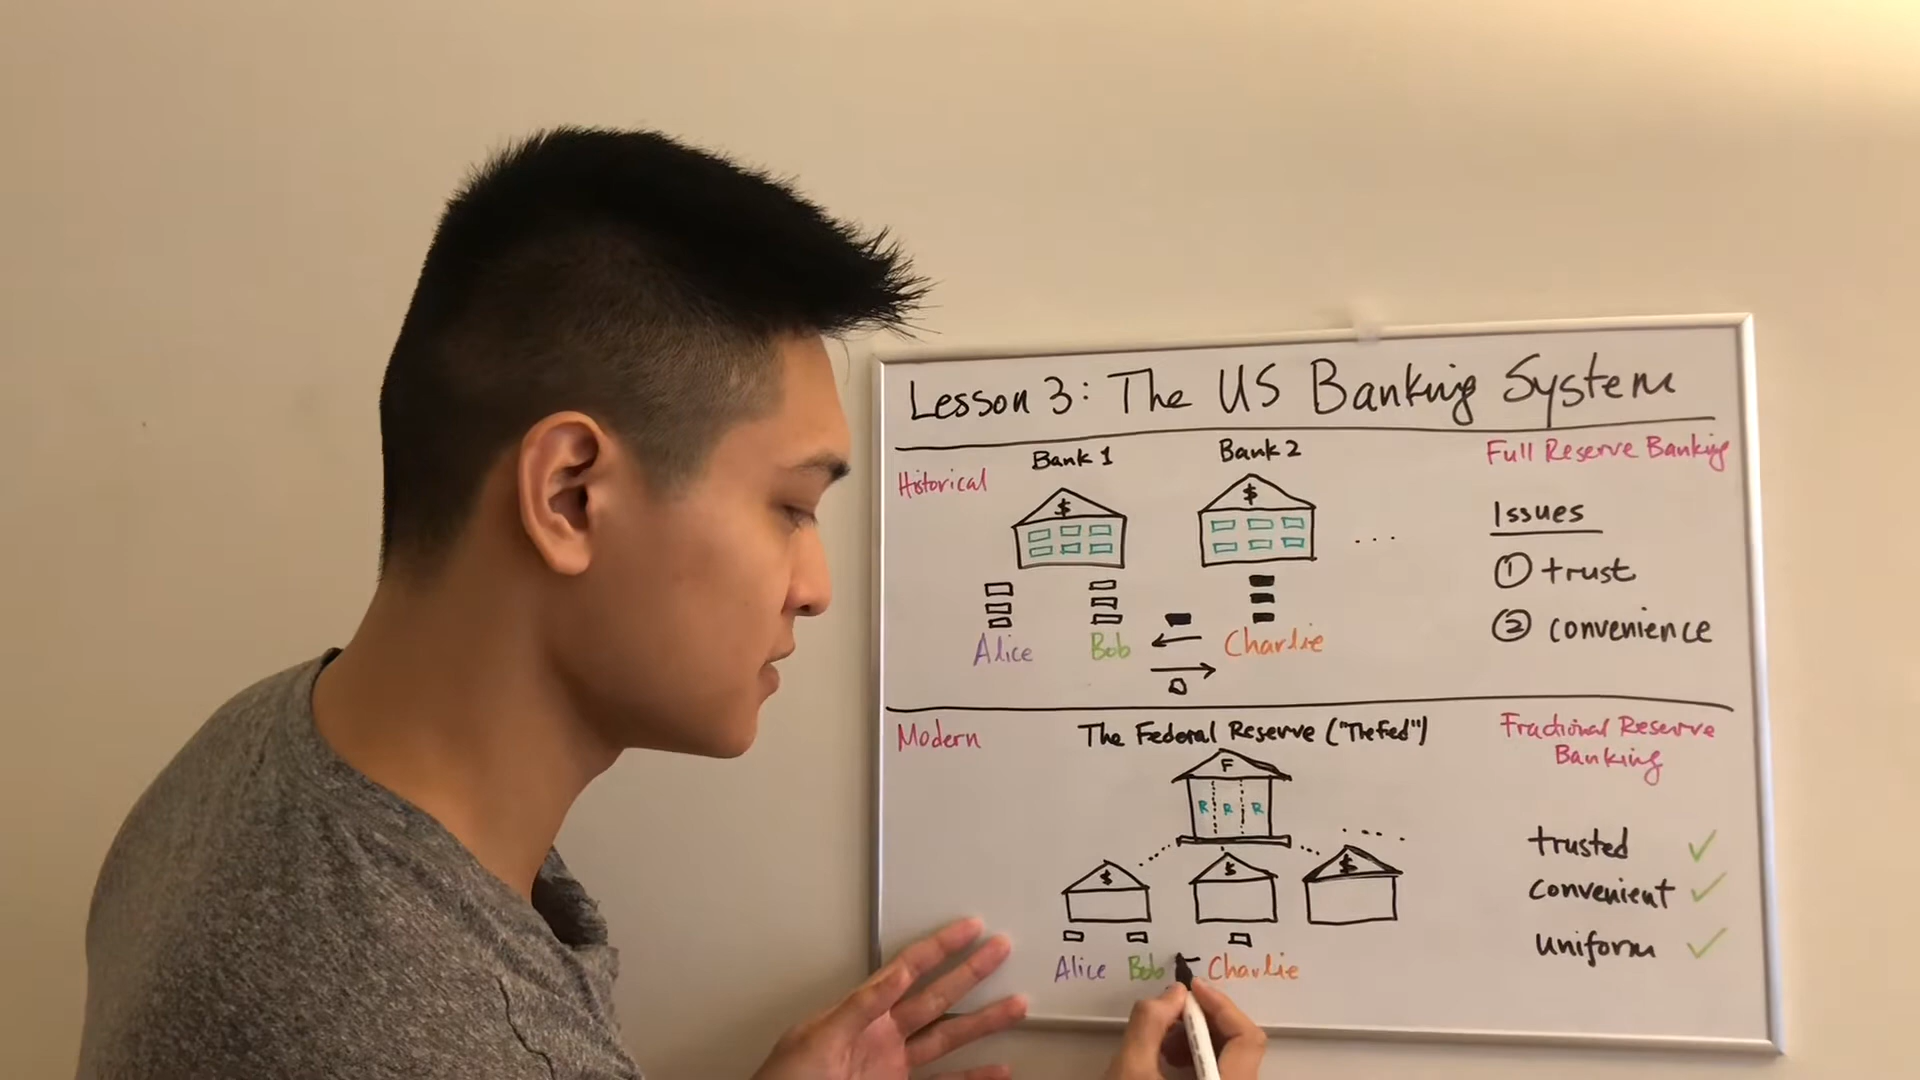 Lesson 3: The US Banking System
Historical
Bank 1
Bank 2
Full Reserve Banking
$
$
. . .
Issues
① trust
② convenience
Alice
Bob
Charlie
Modern
The Federal Reserve ("The Fed")
Fractional Reserve
Banking
F
R R R
$
$
$
trusted ✓
convenient ✓
uniform ✓
Alice
Bob
Charlie